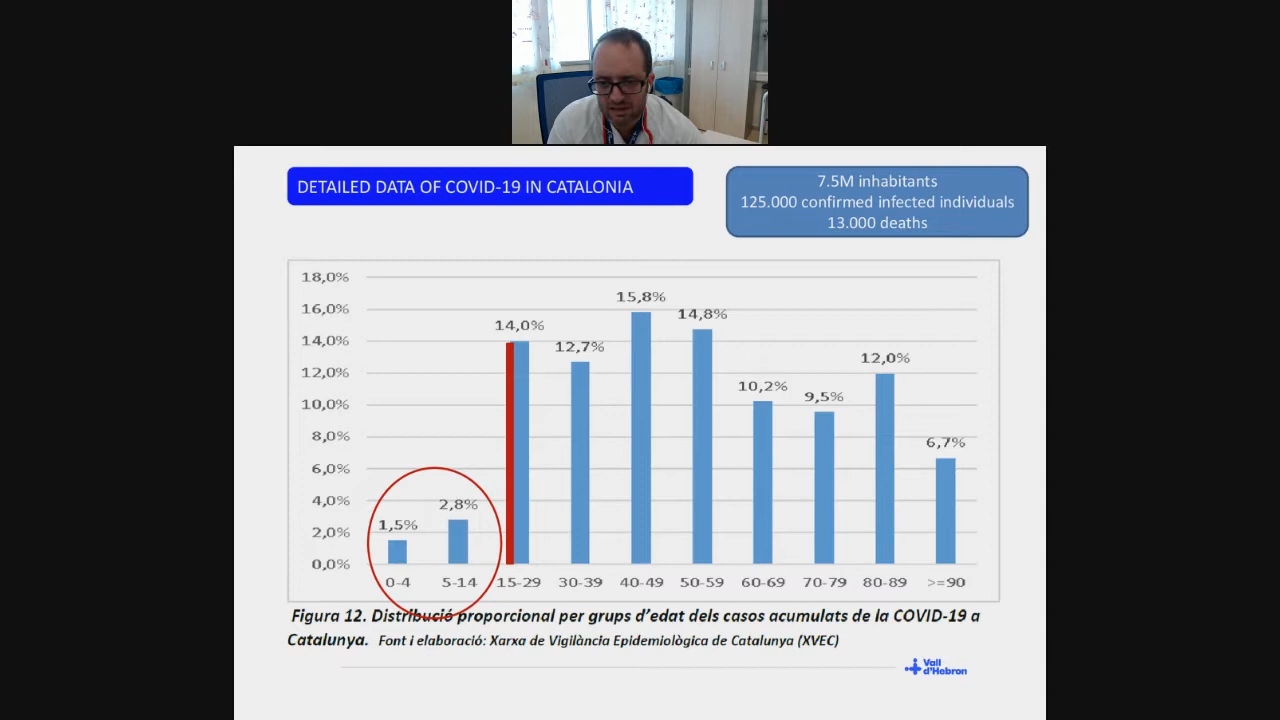 DETAILED DATA OF COVID-19 IN CATALONIA
7.5M inhabitants
125.000 confirmed infected individuals
13.000 deaths
18,0%
16,0%
14,0%
12,0%
10,0%
8,0%
6,0%
4,0%
2,0%
0,0%
1,5%
2,8%
14,0%
12,7%
15,8%
14,8%
10,2%
9,5%
12,0%
6,7%
0-4 5-14 15-29 30-39 40-49 50-59 60-69 70-79 80-89 >=90
Figura 12. Distribució proporcional per grups d’edat dels casos acumulats de la COVID-19 a
Catalunya. Font i elaboració: Xarxa de Vigilància Epidemiològica de Catalunya (XVEC)
Vall
d'Hebron